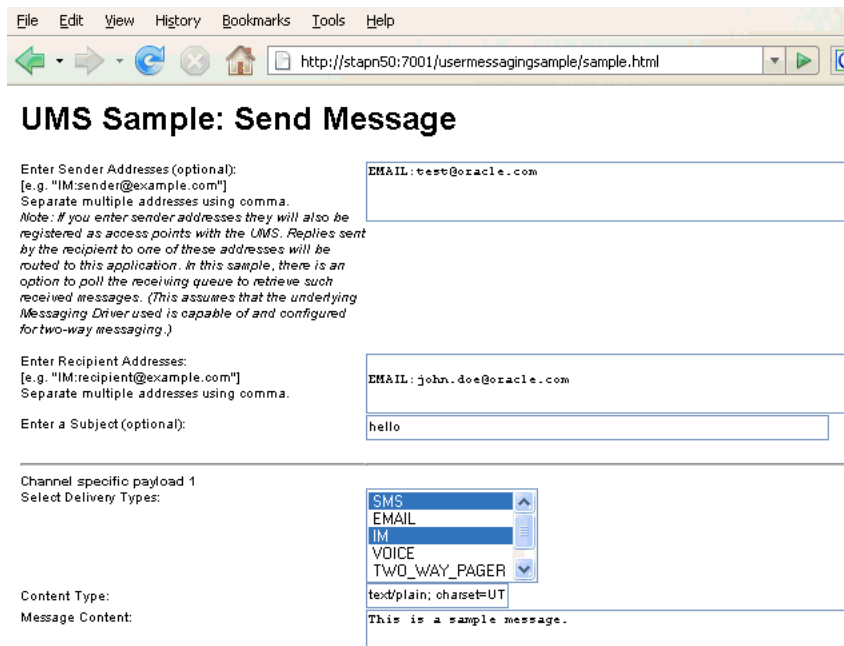 File Edit View History Bookmarks Tools Help
http://stapn50:7001/usermessagingsample/sample.html
UMS Sample: Send Message
Enter Sender Addresses (optional):
[e.g. "IM:sender@example.com"]
Separate multiple addresses using comma.
Note: If you enter sender addresses they will also be
registered as access points with the UMS. Replies sent
by the recipient to one of these addresses will be
routed to this application. In this sample, there is an
option to poll the receiving queue to retrieve such
received messages. (This assumes that the underlying
Messaging Driver used is capable of and configured
for two-way messaging.)
EMAIL:test@oracle.com
Enter Recipient Addresses:
[e.g. "IM:recipient@example.com"]
Separate multiple addresses using comma.
EMAIL:john.doe@oracle.com
Enter a Subject (optional):
hello
Channel specific payload 1
Select Delivery Types:
SMS
EMAIL
IM
VOICE
TWO_WAY_PAGER
Content Type:
text/plain; charset=UT
Message Content:
This is a sample message.